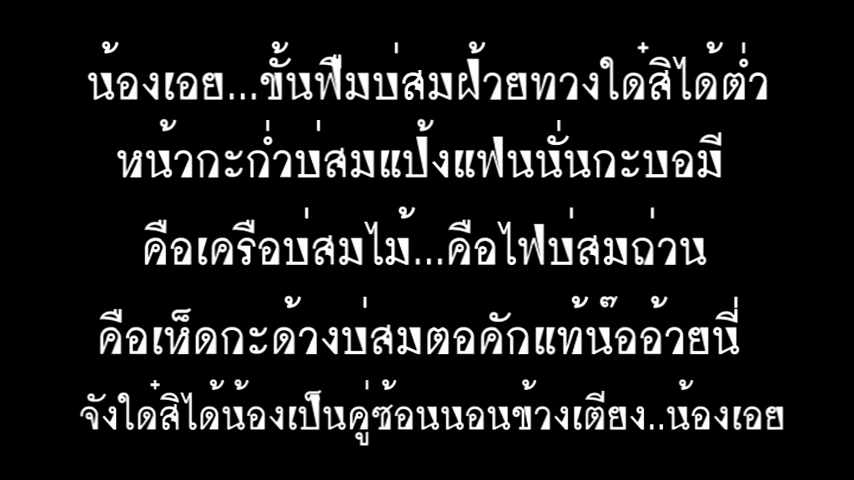 น้องเอย...ขั้นฟืมบ่สมฝ้ายทางใด๋สิได้ต่ำ
หน้ากะก่ำบ่สมแป้งแฟนนั่นกะบอมี
คือเครือบ่สมไม้...คือไฟบ่สมถ่าน
คือเห็ดกะด้างบ่สมตอคักแท้น๊ออ้ายนี่
จังใด๋สิได้น้องเป็นคู่ซ้อนนอนข้างเตียง..น้องเอย